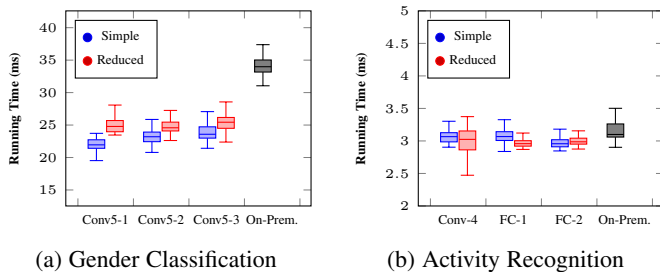 Running Time (ms)
40
35
30
25
20
15
Simple
Reduced
Conv5-1 Conv5-2 Conv5-3 On-Prem.
(a) Gender Classification
Running Time (ms)
5
4
3.5
3
2.5
2
Simple
Reduced
Conv-4 FC-1 FC-2 On-Prem.
(b) Activity Recognition